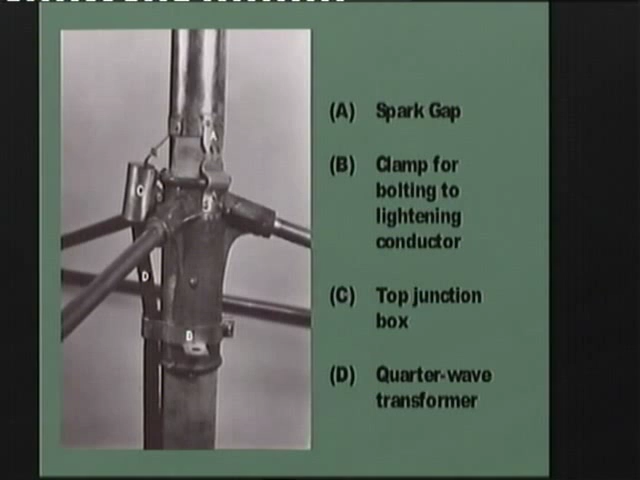 (A) Spark Gap
(B) Clamp for
bolting to
lightening
conductor
(C) Top junction
box
(D) Quarter-wave
transformer
A
C
B
D
B